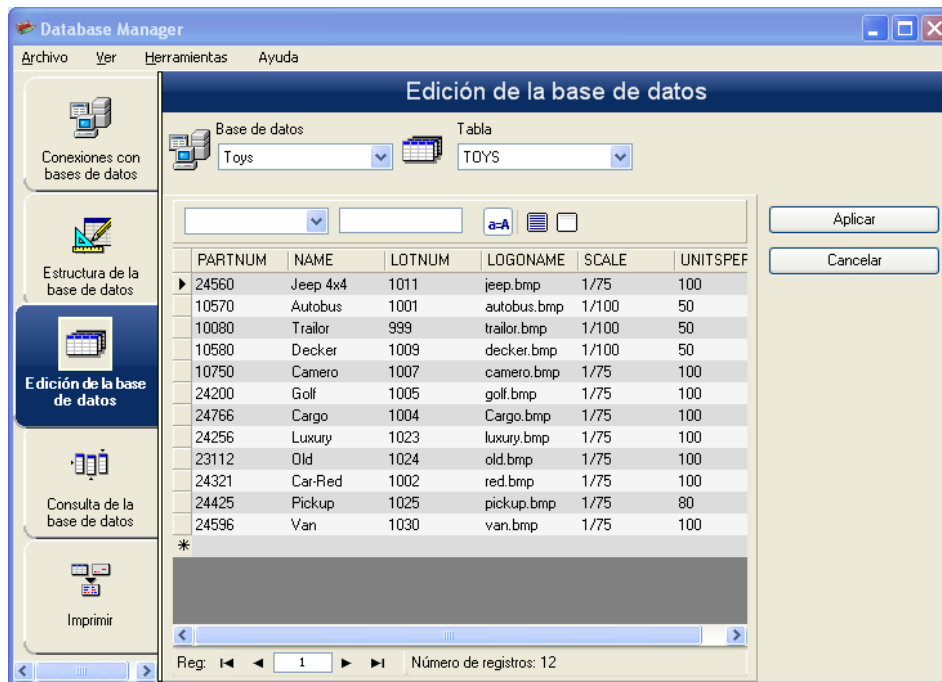 Database Manager
Archivo Ver Herramientas Ayuda
Edición de la base de datos
Conexiones con
bases de datos
Estructura de la
base de datos
Edición de la base
de datos
Consulta de la
base de datos
Imprimir
Base de datos
Toys
Tabla
TOYS
a=A
Aplicar
Cancelar
PARTNUM NAME LOTNUM LOGONAME SCALE UNITSPER
24560 Jeep 4x4 1011 jeep.bmp 1/75 100
10570 Autobus 1001 autobus.bmp 1/100 50
10080 Trailor 999 trailor.bmp 1/100 50
10580 Decker 1009 decker.bmp 1/100 50
10750 Camero 1007 camero.bmp 1/75 100
24200 Golf 1005 golf.bmp 1/75 100
24766 Cargo 1004 Cargo.bmp 1/75 100
24256 Luxury 1023 luxury.bmp 1/75 100
23112 Old 1024 old.bmp 1/75 100
24321 Car-Red 1002 red.bmp 1/75 100
24425 Pickup 1025 pickup.bmp 1/75 80
24596 Van 1030 van.bmp 1/75 100
Reg: 1 Número de registros: 12